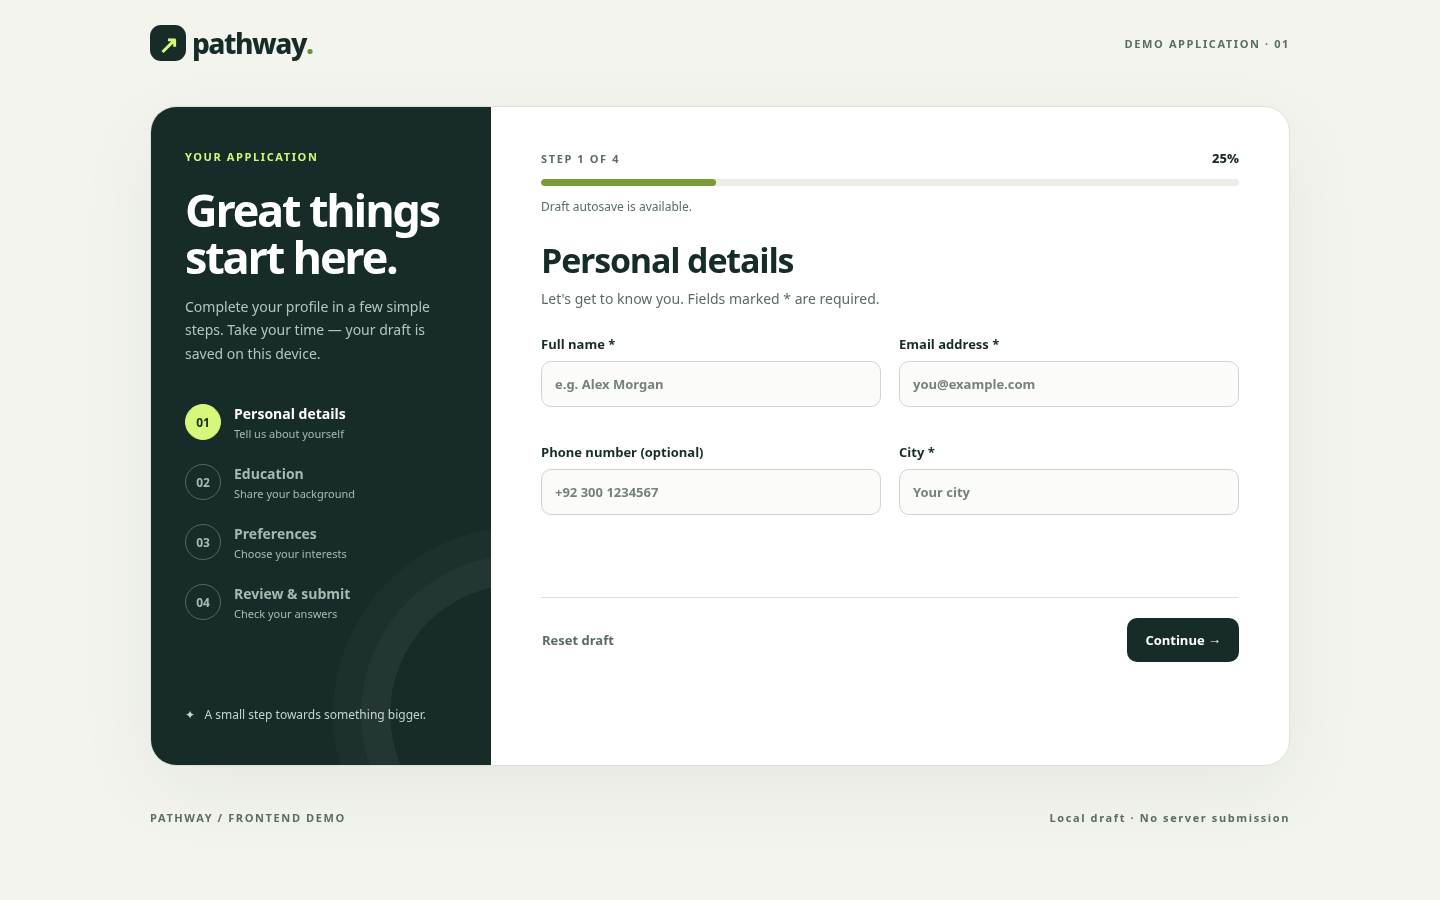 ↗ pathway.
DEMO APPLICATION · 01
YOUR APPLICATION
Great things
start here.
Complete your profile in a few simple
steps. Take your time — your draft is
saved on this device.
01 Personal details
Tell us about yourself
02 Education
Share your background
03 Preferences
Choose your interests
04 Review & submit
Check your answers
✦ A small step towards something bigger.
STEP 1 OF 4
25%
Draft autosave is available.
Personal details
Let's get to know you. Fields marked * are required.
Full name *
e.g. Alex Morgan
Email address *
you@example.com
Phone number (optional)
+92 300 1234567
City *
Your city
Reset draft
Continue →
PATHWAY / FRONTEND DEMO
Local draft · No server submission